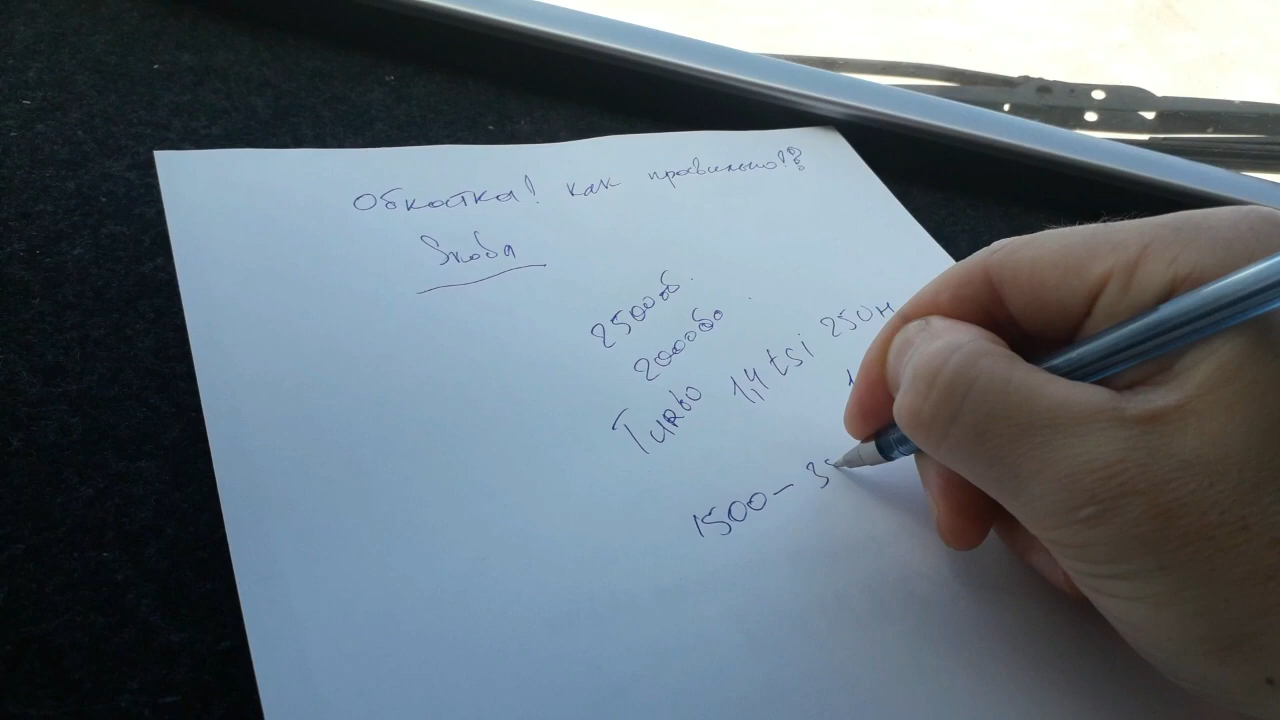 Обкатка! как правильно!?
Skoda
2500об.
2000об.
Turbo 1,4 tsi 250н
1500-3